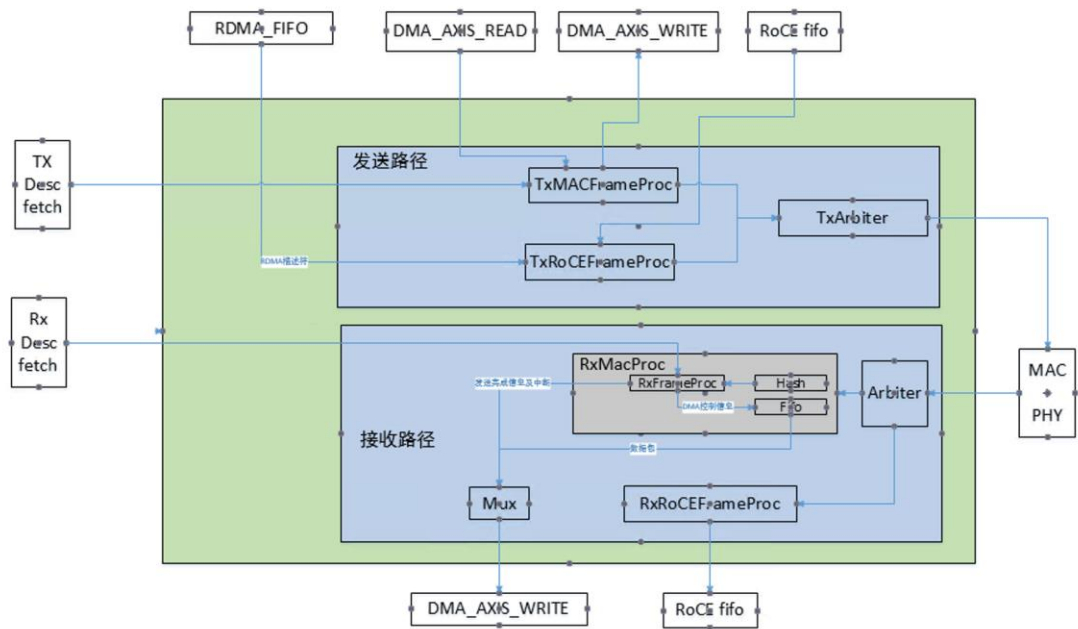 RDMA_FIFO
DMA_AXIS_READ
DMA_AXIS_WRITE
RoCE fifo
TX
Desc
fetch
发送路径
TxMACFrameProc
TxArbiter
RDMA描述符
TxRoCEFrameProc
Rx
Desc
fetch
RxMacProc
发送完成信息及中断
RxFrameProc
Hash
DMA控制信息
Fifo
Arbiter
MAC
+
PHY
接收路径
数据包
Mux
RxRoCEFrameProc
DMA_AXIS_WRITE
RoCE fifo